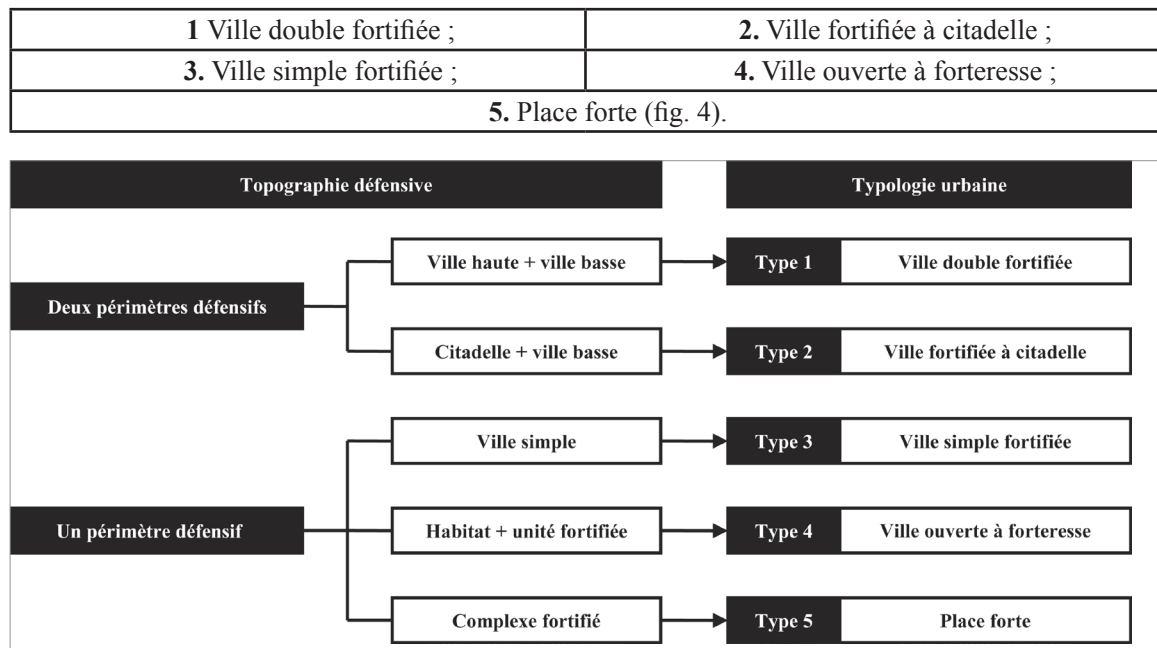 1 Ville double fortifiée ; 2. Ville fortifiée à citadelle ;
3. Ville simple fortifiée ; 4. Ville ouverte à forteresse ;
5. Place forte (fig. 4).
Topographie défensive Typologie urbaine
Ville haute + ville basse Type 1 Ville double fortifiée
Deux périmètres défensifs
Citadelle + ville basse Type 2 Ville fortifiée à citadelle
Ville simple Type 3 Ville simple fortifiée
Un périmètre défensif Habitat + unité fortifiée Type 4 Ville ouverte à forteresse
Complexe fortifié Type 5 Place forte